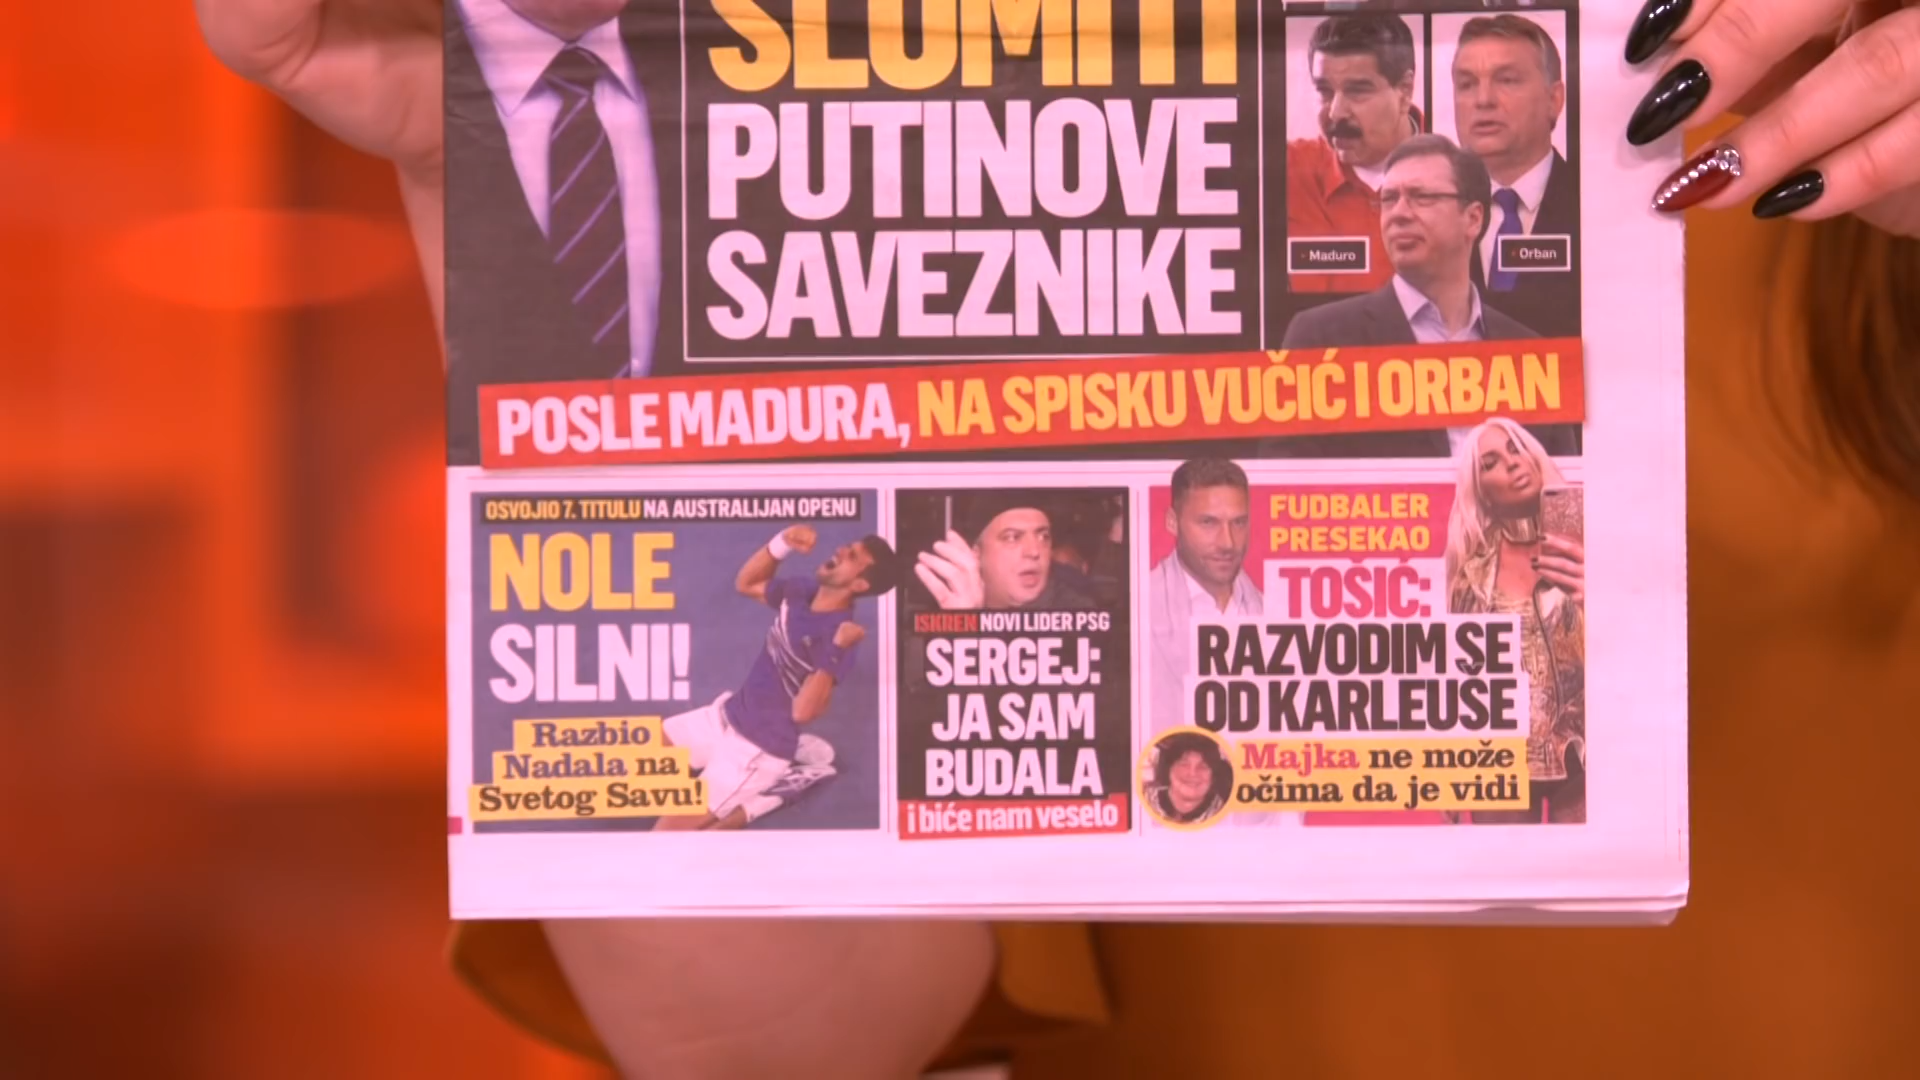 SLOMITI
PUTINOVE
SAVEZNIKE
Maduro
Orban
POSLE MADURA, NA SPISKU VUČIĆ I ORBAN
OSVOJIO 7. TITULU NA AUSTRALIJAN OPENU
NOLE
SILNI!
Razbio
Nadala na
Svetog Savu!
ISKREN NOVI LIDER PSG
SERGEJ:
JA SAM
BUDALA
i biće nam veselo
FUDBALER
PRESEKAO
TOŠIĆ:
RAZVODIM SE
OD KARLEUŠE
Majka ne može
očima da je vidi